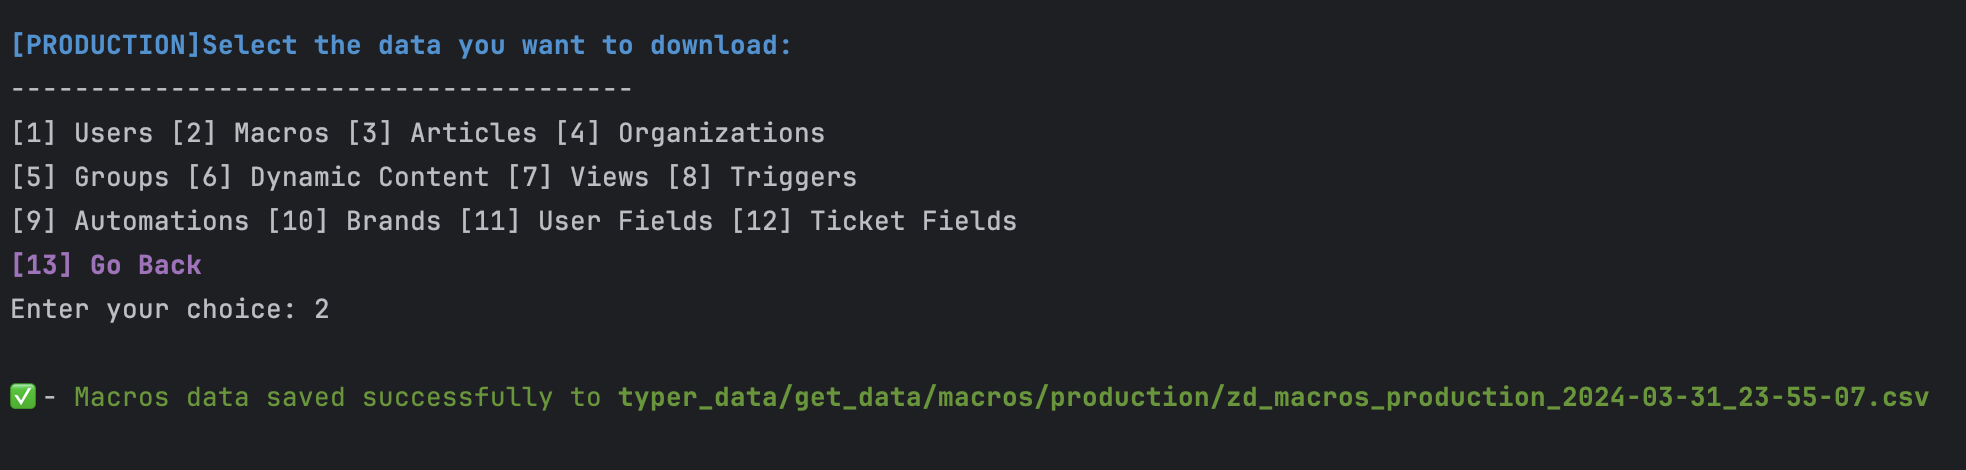 [PRODUCTION]Select the data you want to download:
---------------------------------------
[1] Users [2] Macros [3] Articles [4] Organizations
[5] Groups [6] Dynamic Content [7] Views [8] Triggers
[9] Automations [10] Brands [11] User Fields [12] Ticket Fields
[13] Go Back
Enter your choice: 2
✅ - Macros data saved successfully to typer_data/get_data/macros/production/zd_macros_production_2024-03-31_23-55-07.csv